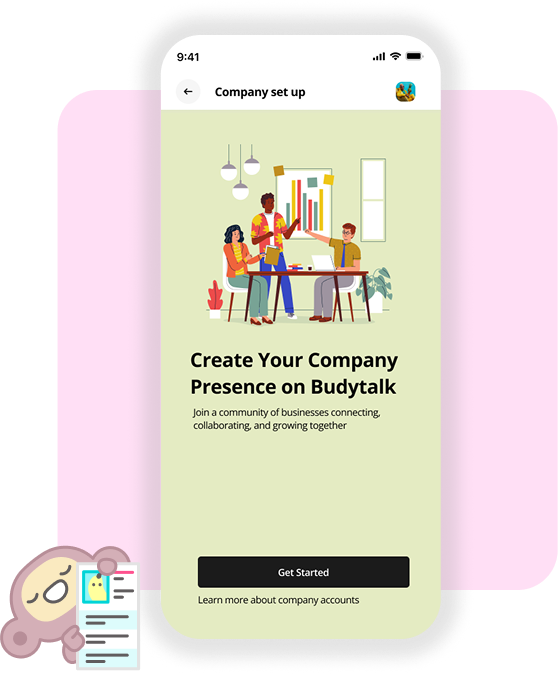 9:41
Company set up
Create Your Company
Presence on Budytalk
Join a community of businesses connecting,
collaborating, and growing together
Get Started
Learn more about company accounts